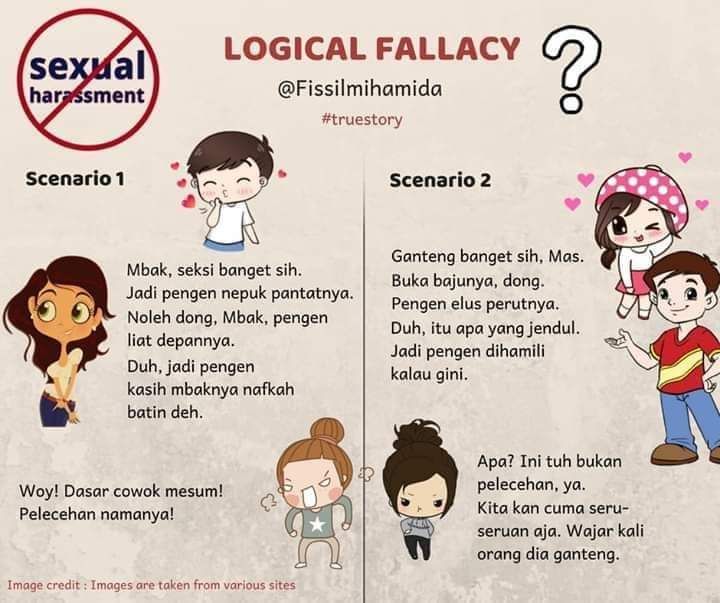 sexual
harassment
LOGICAL FALLACY
@Fissilmihamida
#truestory
?
Scenario 1
Mbak, seksi banget sih.
Jadi pengen nepuk pantatnya.
Noleh dong, Mbak, pengen
liat depannya.
Duh, jadi pengen
kasih mbaknya nafkah
batin deh.
Woy! Dasar cowok mesum!
Pelecehan namanya!
Scenario 2
Ganteng banget sih, Mas.
Buka bajunya, dong.
Pengen elus perutnya.
Duh, itu apa yang jendul.
Jadi pengen dihamili
kalau gini.
Apa? Ini tuh bukan
pelecehan, ya.
Kita kan cuma seru-
seruan aja. Wajar kali
orang dia ganteng.
Image credit : Images are taken from various sites